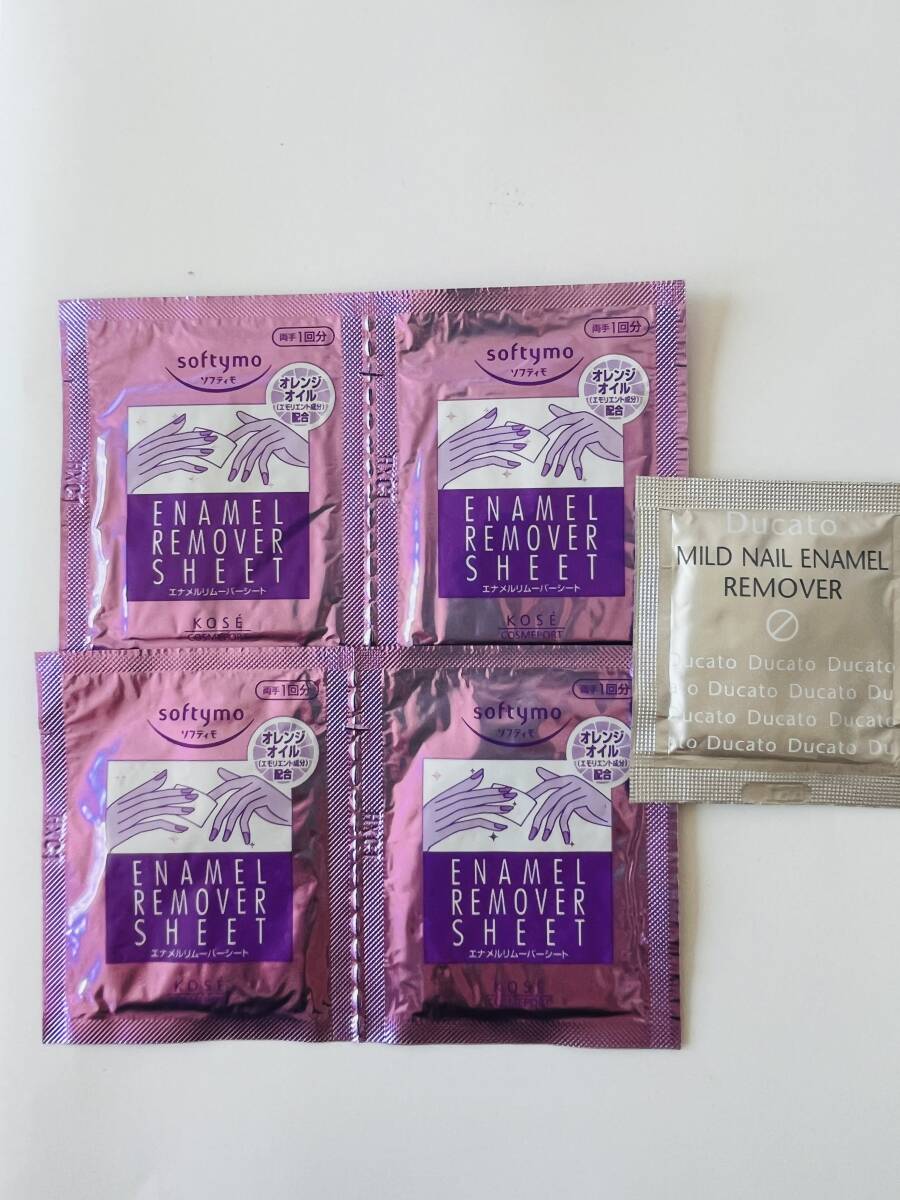 両手1回分
softymo
ソフティモ
オレンジ
オイル
(エモリエント成分)
配合
ENAMEL
REMOVER
SHEET
エナメルリムーバーシート
KOSÉ
COSMEPORT
両手1回分
softymo
ソフティモ
オレンジ
オイル
(エモリエント成分)
配合
ENAMEL
REMOVER
SHEET
エナメルリムーバーシート
KOSÉ
COSMEPORT
Ducato
MILD NAIL ENAMEL
REMOVER
Ducato Ducato Ducato
Ducato Ducato Du
Ducato Ducato Ducato
to Ducato Ducato Du
両手1回分
softymo
ソフティモ
オレンジ
オイル
(エモリエント成分)
配合
ENAMEL
REMOVER
SHEET
エナメルリムーバーシート
KOSÉ
両手1回分
softymo
ソフティモ
オレンジ
オイル
(エモリエント成分)
配合
ENAMEL
REMOVER
SHEET
エナメルリムーバーシート
KOSÉ
COSMEPORT